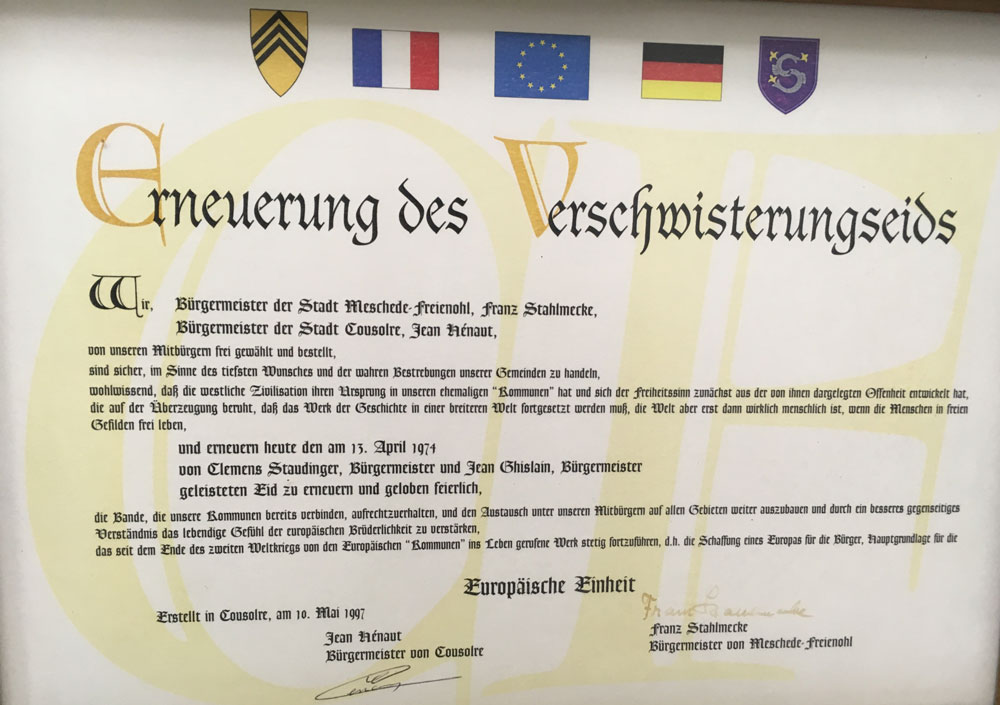 Erneuerung des Verschwisterungseids
Wir, Bürgermeister der Stadt Meschede-Freienohl, Franz Stahlmecke,
Bürgermeister der Stadt Cousolre, Jean Hénaut,
von unseren Mitbürgern frei gewählt und bestellt,
sind sicher, im Sinne des tiefsten Wunsches und der wahren Bestrebungen unserer Gemeinden zu handeln,
wohlwissend, daß die westliche Zivilisation ihren Ursprung in unseren ehemaligen "Kommunen" hat und sich der Freiheitssinn zunächst aus der von ihnen dargelegten Offenheit entwickelt hat,
die auf der Überzeugung beruht, daß das Werk der Geschichte in einer breiteren Welt fortgesetzt werden muß, die Welt aber erst dann wirklich menschlich ist, wenn die Menschen in freien
Gefilden frei leben,
und erneuern heute den am 13. April 1974
von Clemens Staudinger, Bürgermeister und Jean Ghislain, Bürgermeister
geleisteten Eid zu erneuern und geloben feierlich,
die Bande, die unsere Kommunen bereits verbinden, aufrechtzuerhalten, und den Austausch unter unseren Mitbürgern auf allen Gebieten weiter auszubauen und durch ein besseres gegenseitiges
Verständnis das lebendige Gefühl der europäischen Brüderlichkeit zu verstärken,
das seit dem Ende des zweiten Weltkriegs von den Europäischen "Kommunen" ins Leben gerufene Werk stetig fortzuführen, d.h. die Schaffung eines Europas für die Bürger, Hauptgrundlage für die
Europäische Einheit
Erstellt in Cousolre, am 10. Mai 1997
Jean Hénaut
Bürgermeister von Cousolre
Franz Stahlmecke
Bürgermeister von Meschede-Freienohl